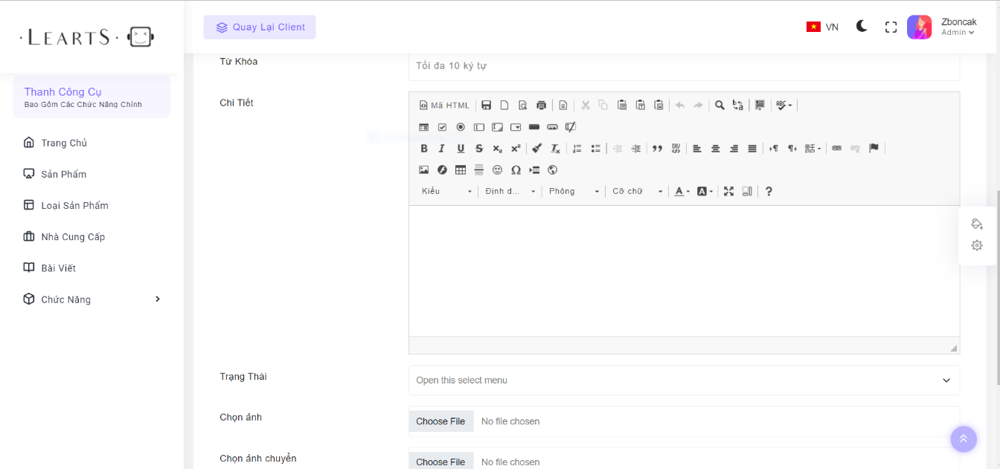 · LEARTS ·
Quay Lại Client
VN
Zboncak
Admin
Thanh Công Cụ
Bao Gồm Các Chức Năng Chính
Trang Chủ
Sản Phẩm
Loại Sản Phẩm
Nhà Cung Cấp
Bài Viết
Chức Năng
Từ Khóa
Tối đa 10 ký tự
Chi Tiết
Mã HTML
Kiểu
Định d...
Phông
Cỡ chữ
Trạng Thái
Open this select menu
Chọn ảnh
Choose File No file chosen
Chọn ảnh chuyển
Choose File No file chosen